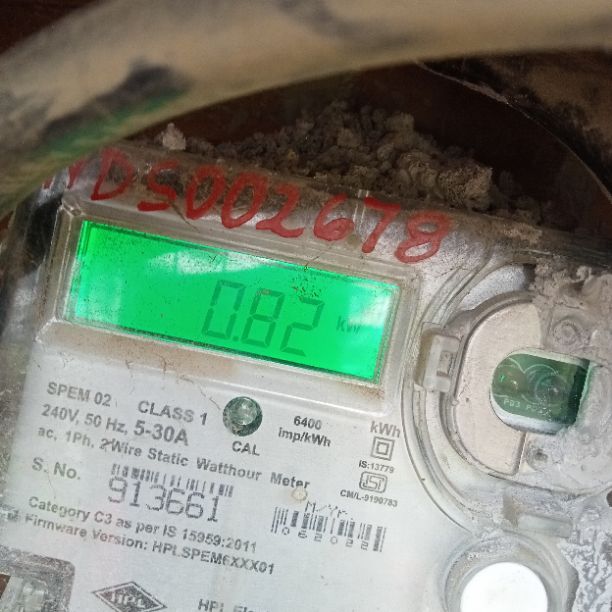 DS002678
0.82 kW
SPEM 02
CLASS 1
6400
imp/kWh
kWh
240V, 50 Hz, 5-30A
CAL
ac, 1Ph. 2Wire Static Watthour Meter
IS:13779
ISI
CM/L-9190783
S. No.
913661
M/Yr
Category C3 as per IS 15959:2011
Firmware Version: HPLSPEM6XXX01
HPL